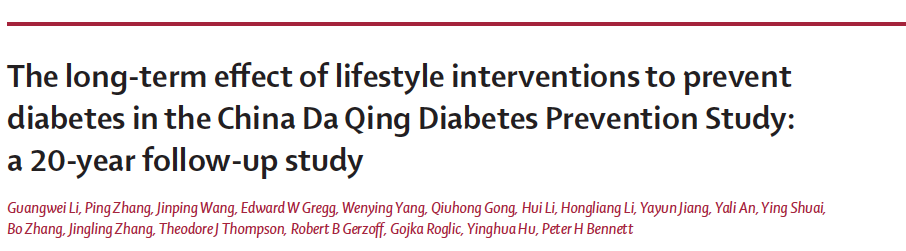 The long-term effect of lifestyle interventions to prevent
diabetes in the China Da Qing Diabetes Prevention Study:
a 20-year follow-up study
Guangwei Li, Ping Zhang, Jinping Wang, Edward W Gregg, Wenying Yang, Qiuhong Gong, Hui Li, Hongliang Li, Yayun Jiang, Yali An, Ying Shuai,
Bo Zhang, Jingling Zhang, Theodore J Thompson, Robert B Gerzoff, Gojka Roglic, Yinghua Hu, Peter H Bennett